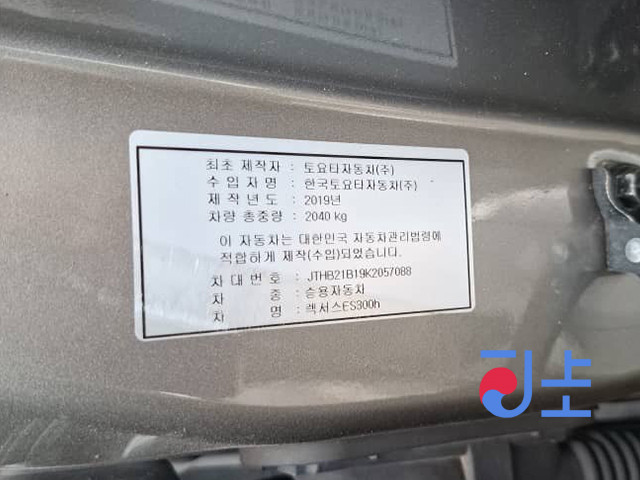 최초 제작자 : 토요타자동차(주)
수 입 자 명 : 한국토요타자동차(주)
제 작 년 도 : 2019년
차량 총중량 : 2040 kg
이 자동차는 대한민국 자동차관리법령에
적합하게 제작(수입)되었습니다.
차 대 번 호 : JTHB21B19K2057088
차 종 : 승용자동차
차 명 : 렉서스ES300h